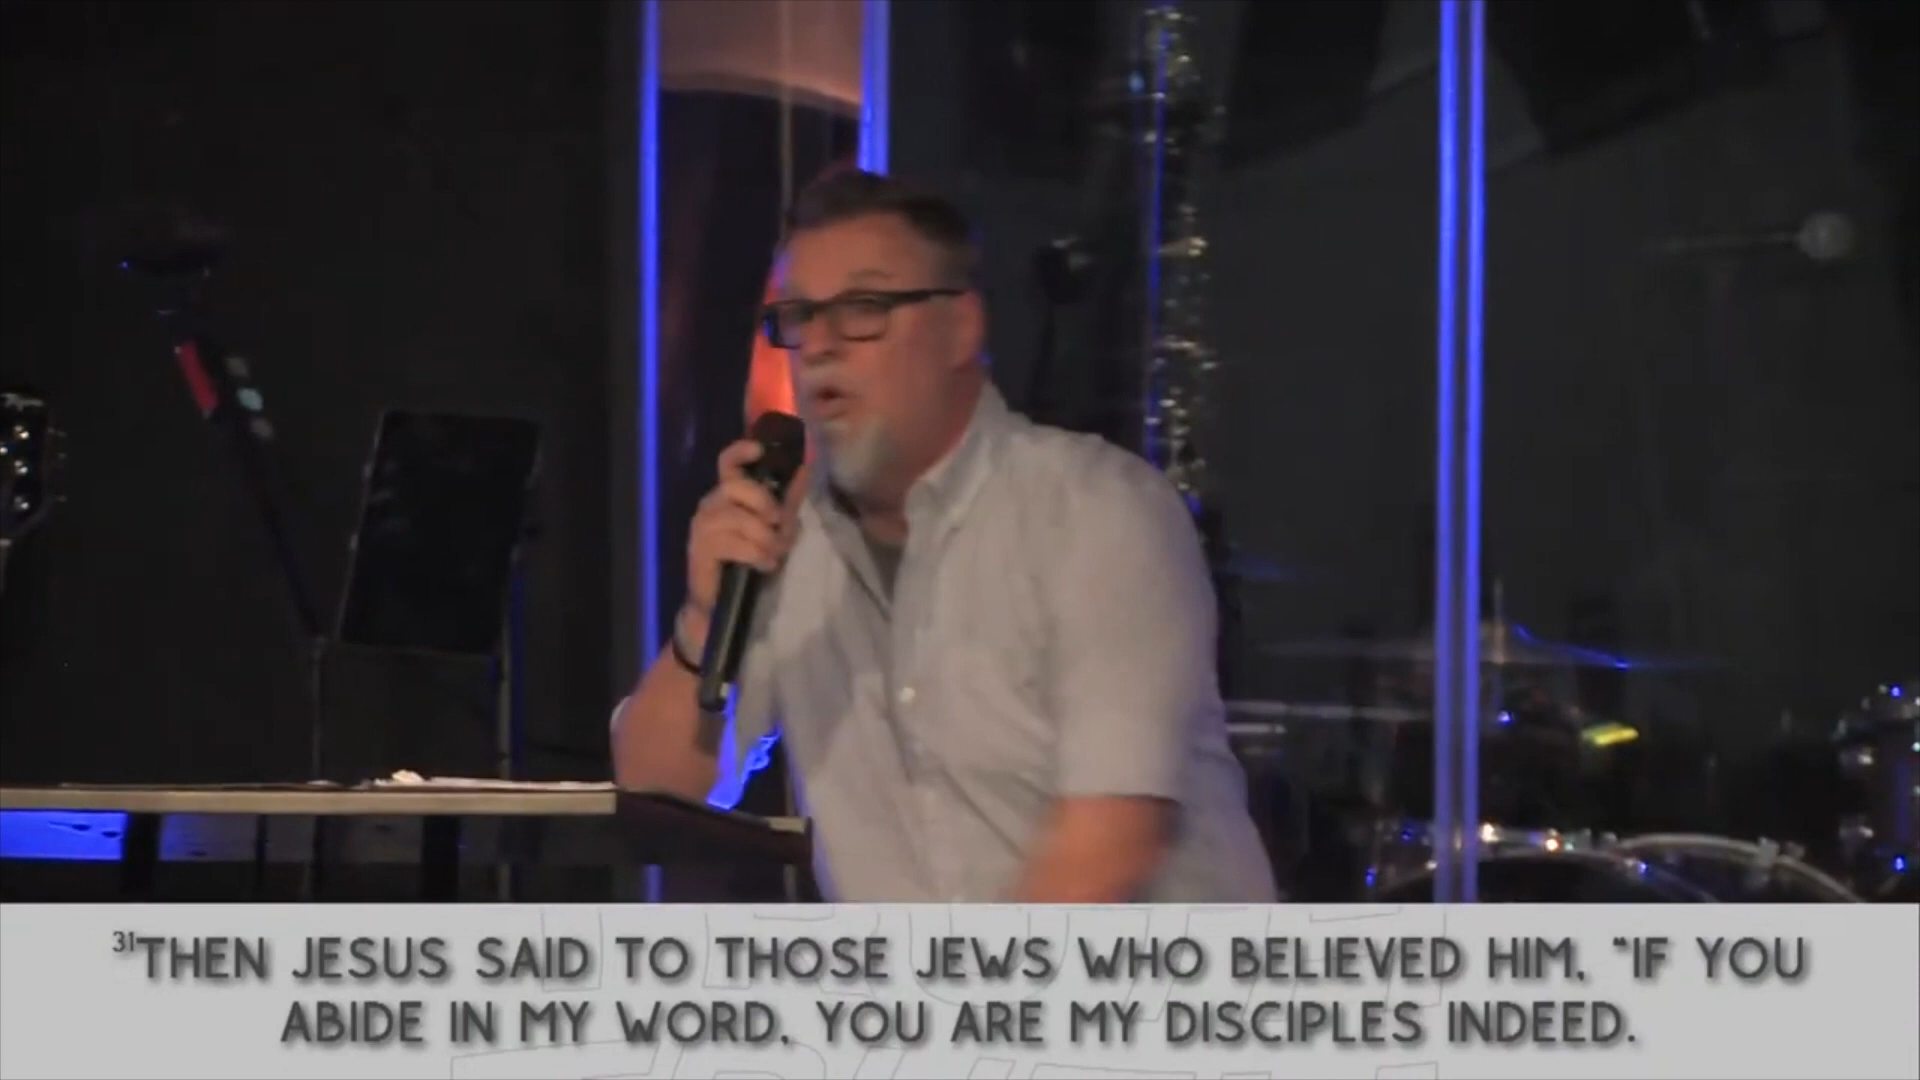 31THEN JESUS SAID TO THOSE JEWS WHO BELIEVED HIM, "IF YOU
ABIDE IN MY WORD, YOU ARE MY DISCIPLES INDEED.